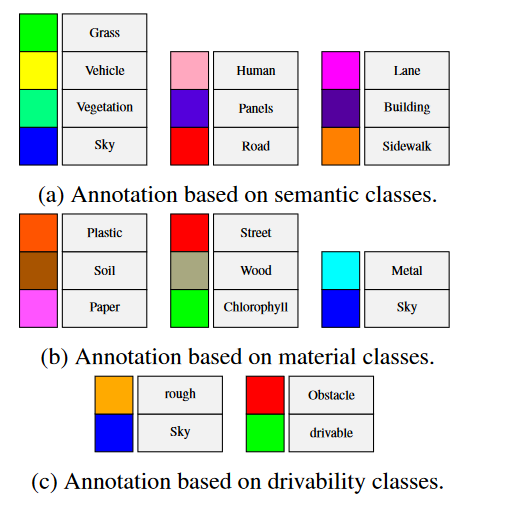 Grass
Vehicle Human Lane
Vegetation Panels Building
Sky Road Sidewalk
(a) Annotation based on semantic classes.
Plastic Street
Soil Wood Metal
Paper Chlorophyll Sky
(b) Annotation based on material classes.
rough Obstacle
Sky drivable
(c) Annotation based on drivability classes.